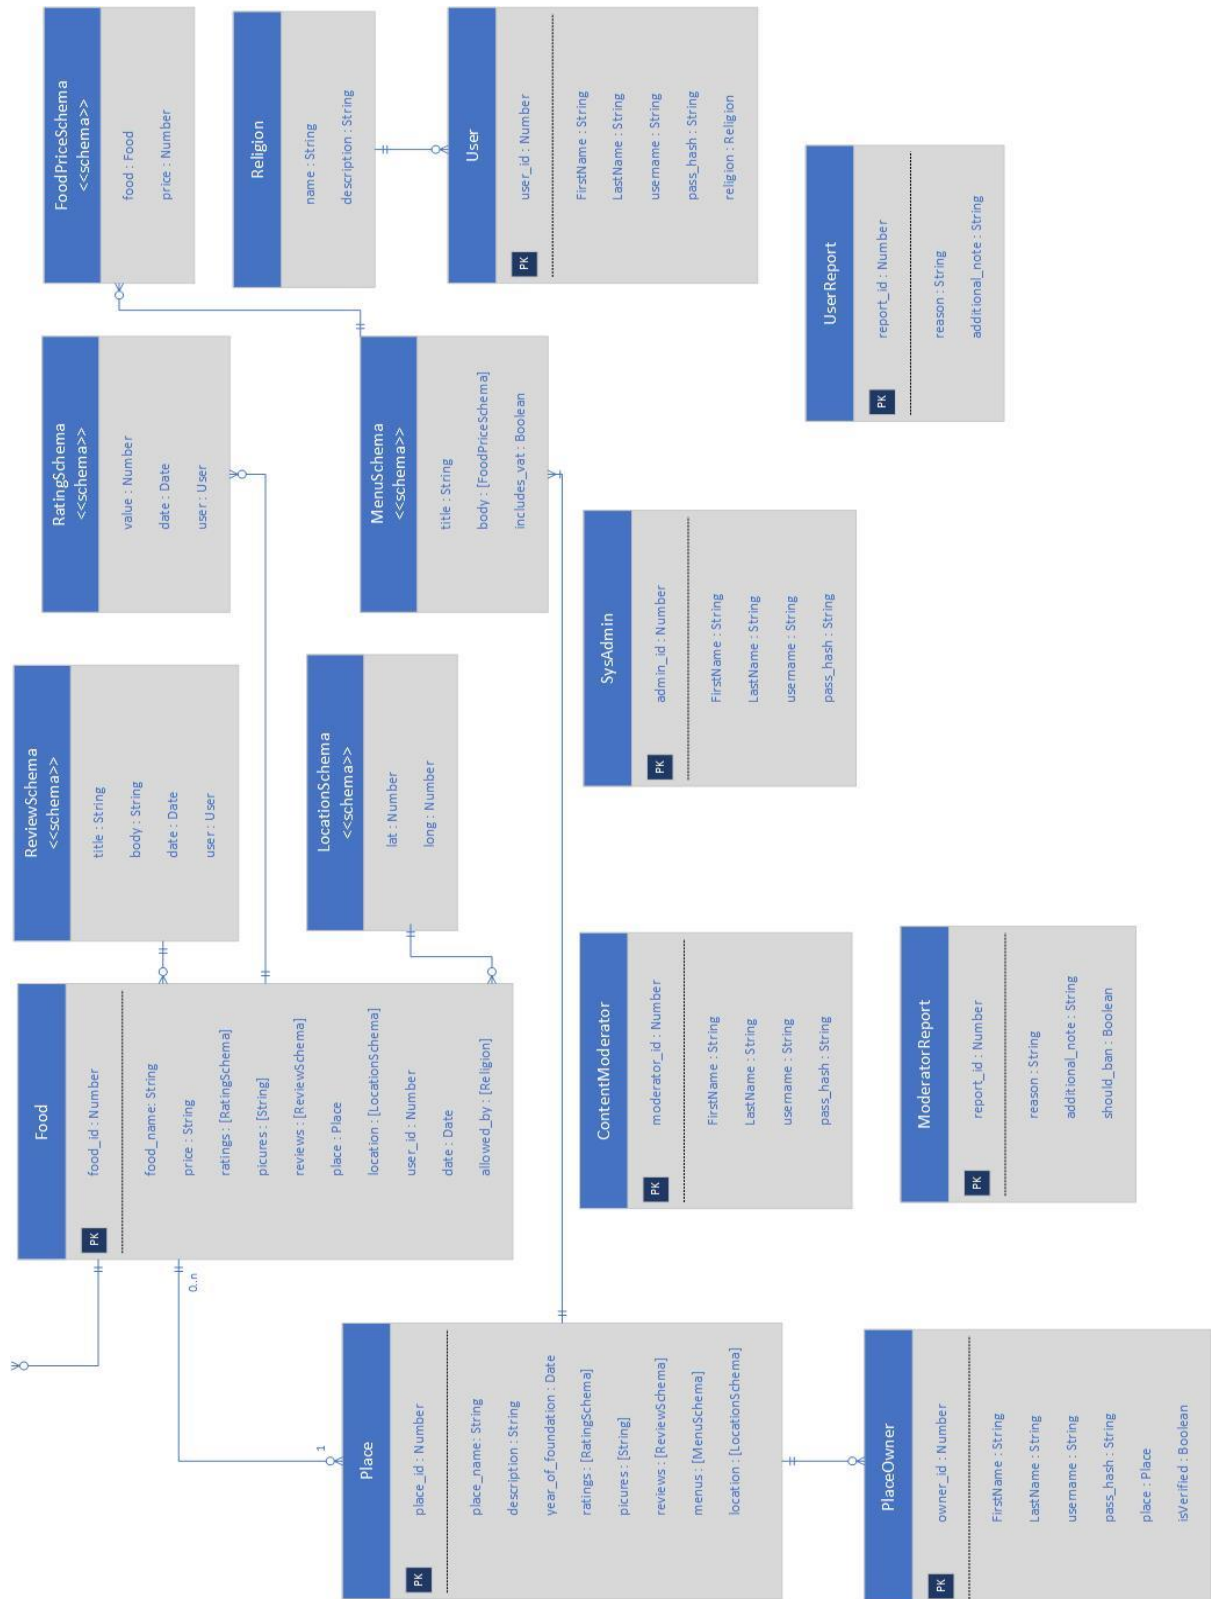 FoodPriceSchema
<<schema>>
food : Food
price : Number
Religion
name : String
description : String
User
PK
user_id : Number
FirstName : String
LastName : String
username : String
pass_hash : String
religion : Religion
RatingSchema
<<schema>>
value : Number
date : Date
user : User
MenuSchema
<<schema>>
title : String
body : [FoodPriceSchema]
includes_vat : Boolean
UserReport
PK
report_id : Number
reason : String
additional_note : String
ReviewSchema
<<schema>>
title : String
body : String
date : Date
user : User
LocationSchema
<<schema>>
lat : Number
long : Number
SysAdmin
PK
admin_id : Number
FirstName : String
LastName : String
username : String
pass_hash : String
Food
PK
food_id : Number
food_name: String
price : String
ratings : [RatingSchema]
picures : [String]
reviews : [ReviewSchema]
place : Place
location : [LocationSchema]
user_id : Number
date : Date
allowed_by : [Religion]
ContentModerator
PK
moderator_id : Number
FirstName : String
LastName : String
username : String
pass_hash : String
ModeratorReport
PK
report_id : Number
reason : String
additional_note : String
should_ban : Boolean
0..n
1
Place
PK
place_id : Number
place_name: String
description : String
year_of_foundation : Date
ratings : [RatingSchema]
picures : [String]
reviews : [ReviewSchema]
menus : [MenuSchema]
location : [LocationSchema]
PlaceOwner
PK
owner_id : Number
FirstName : String
LastName : String
username : String
pass_hash : String
place : Place
isVerified : Boolean